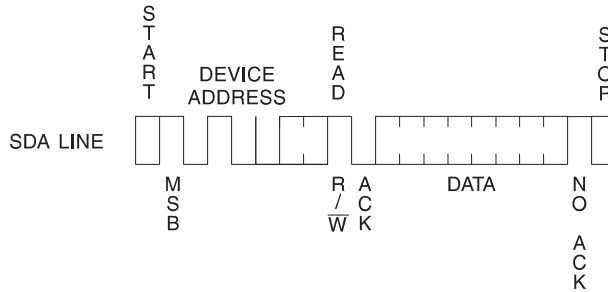 START
DEVICE
ADDRESS
READ
STOP
SDA LINE
MSB
R/W̅
ACK
DATA
NO ACK